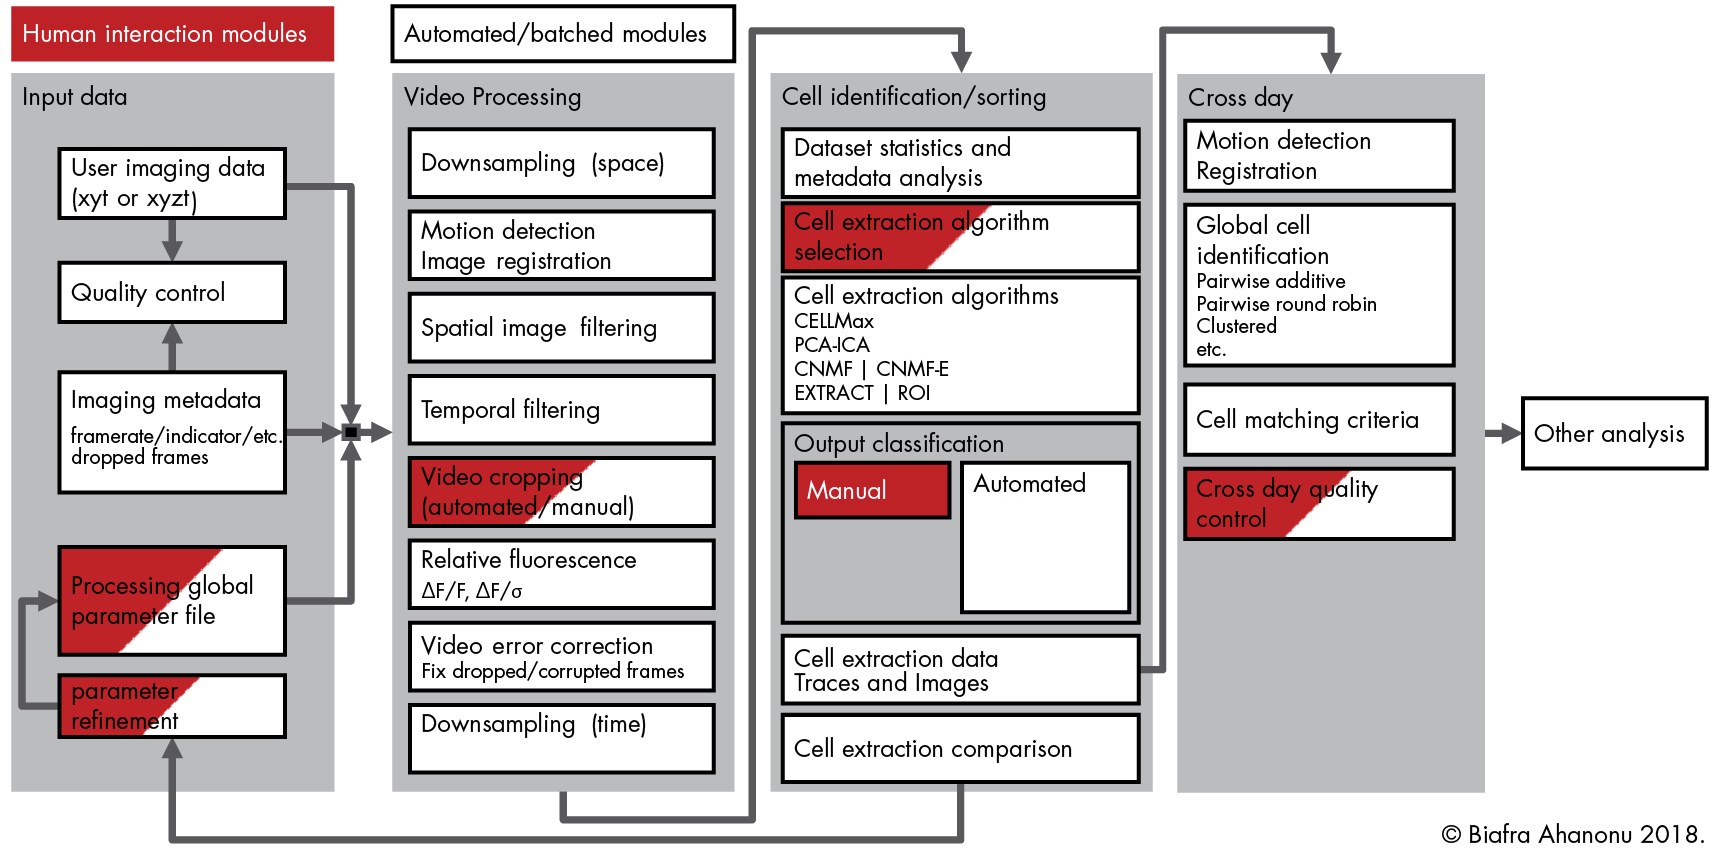 Human interaction modules
Automated/batched modules
Input data
User imaging data
(xyt or xyzt)
Quality control
Imaging metadata
framerate/indicator/etc.
dropped frames
Processing global
parameter file
parameter
refinement
Video Processing
Downsampling (space)
Motion detection
Image registration
Spatial image filtering
Temporal filtering
Video cropping
(automated/manual)
Relative fluorescence
ΔF/F, ΔF/σ
Video error correction
Fix dropped/corrupted frames
Downsampling (time)
Cell identification/sorting
Dataset statistics and
metadata analysis
Cell extraction algorithm
selection
Cell extraction algorithms
CELLMax
PCA-ICA
CNMF | CNMF-E
EXTRACT | ROI
Output classification
Manual
Automated
Cell extraction data
Traces and Images
Cell extraction comparison
Cross day
Motion detection
Registration
Global cell
identification
Pairwise additive
Pairwise round robin
Clustered
etc.
Cell matching criteria
Cross day quality
control
Other analysis
© Biafra Ahanonu 2018.